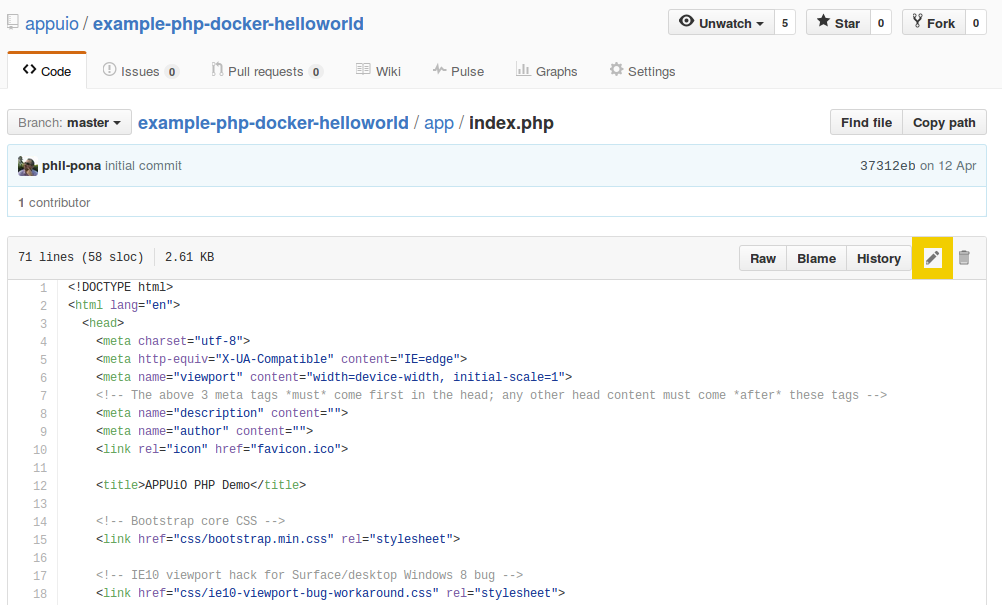 appuio / example-php-docker-helloworld Unwatch 5 Star 0 Fork 0
Code Issues 0 Pull requests 0 Wiki Pulse Graphs Settings
Branch: master example-php-docker-helloworld / app / index.php Find file Copy path
phil-pona initial commit 37312eb on 12 Apr
1 contributor
71 lines (58 sloc) 2.61 KB Raw Blame History
1 <!DOCTYPE html>
2 <html lang="en">
3 <head>
4 <meta charset="utf-8">
5 <meta http-equiv="X-UA-Compatible" content="IE=edge">
6 <meta name="viewport" content="width=device-width, initial-scale=1">
7 <!-- The above 3 meta tags *must* come first in the head; any other head content must come *after* these tags -->
8 <meta name="description" content="">
9 <meta name="author" content="">
10 <link rel="icon" href="favicon.ico">
11
12 <title>APPUiO PHP Demo</title>
13
14 <!-- Bootstrap core CSS -->
15 <link href="css/bootstrap.min.css" rel="stylesheet">
16
17 <!-- IE10 viewport hack for Surface/desktop Windows 8 bug -->
18 <link href="css/ie10-viewport-bug-workaround.css" rel="stylesheet">